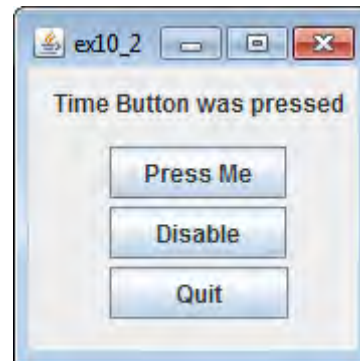 ex10_2
Time Button was pressed
Press Me
Disable
Quit